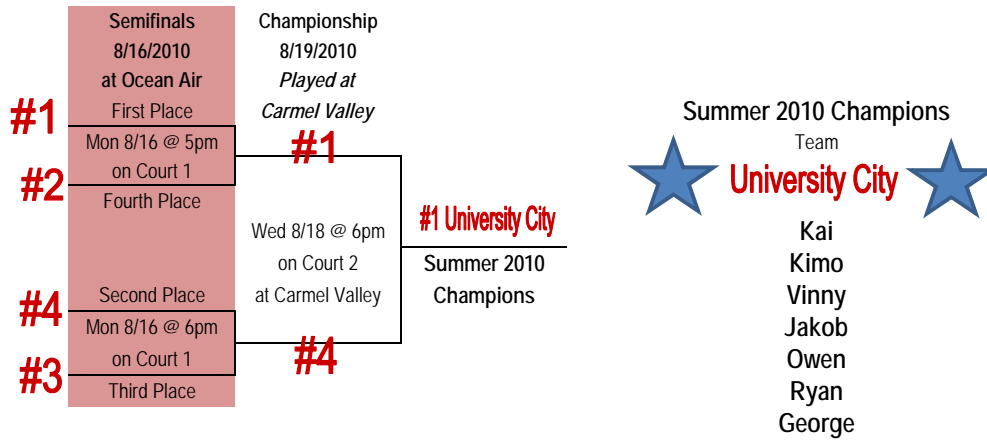 Semifinals
8/16/2010
at Ocean Air
First Place
#1
Mon 8/16 @ 5pm
on Court 1
#2
Fourth Place
Second Place
#4
Mon 8/16 @ 6pm
on Court 1
#3
Third Place
Championship
8/19/2010
Played at
Carmel Valley
#1
Wed 8/18 @ 6pm
on Court 2
at Carmel Valley
#4
#1 University City
Summer 2010
Champions
Summer 2010 Champions
Team
University City
Kai
Kimo
Vinny
Jakob
Owen
Ryan
George